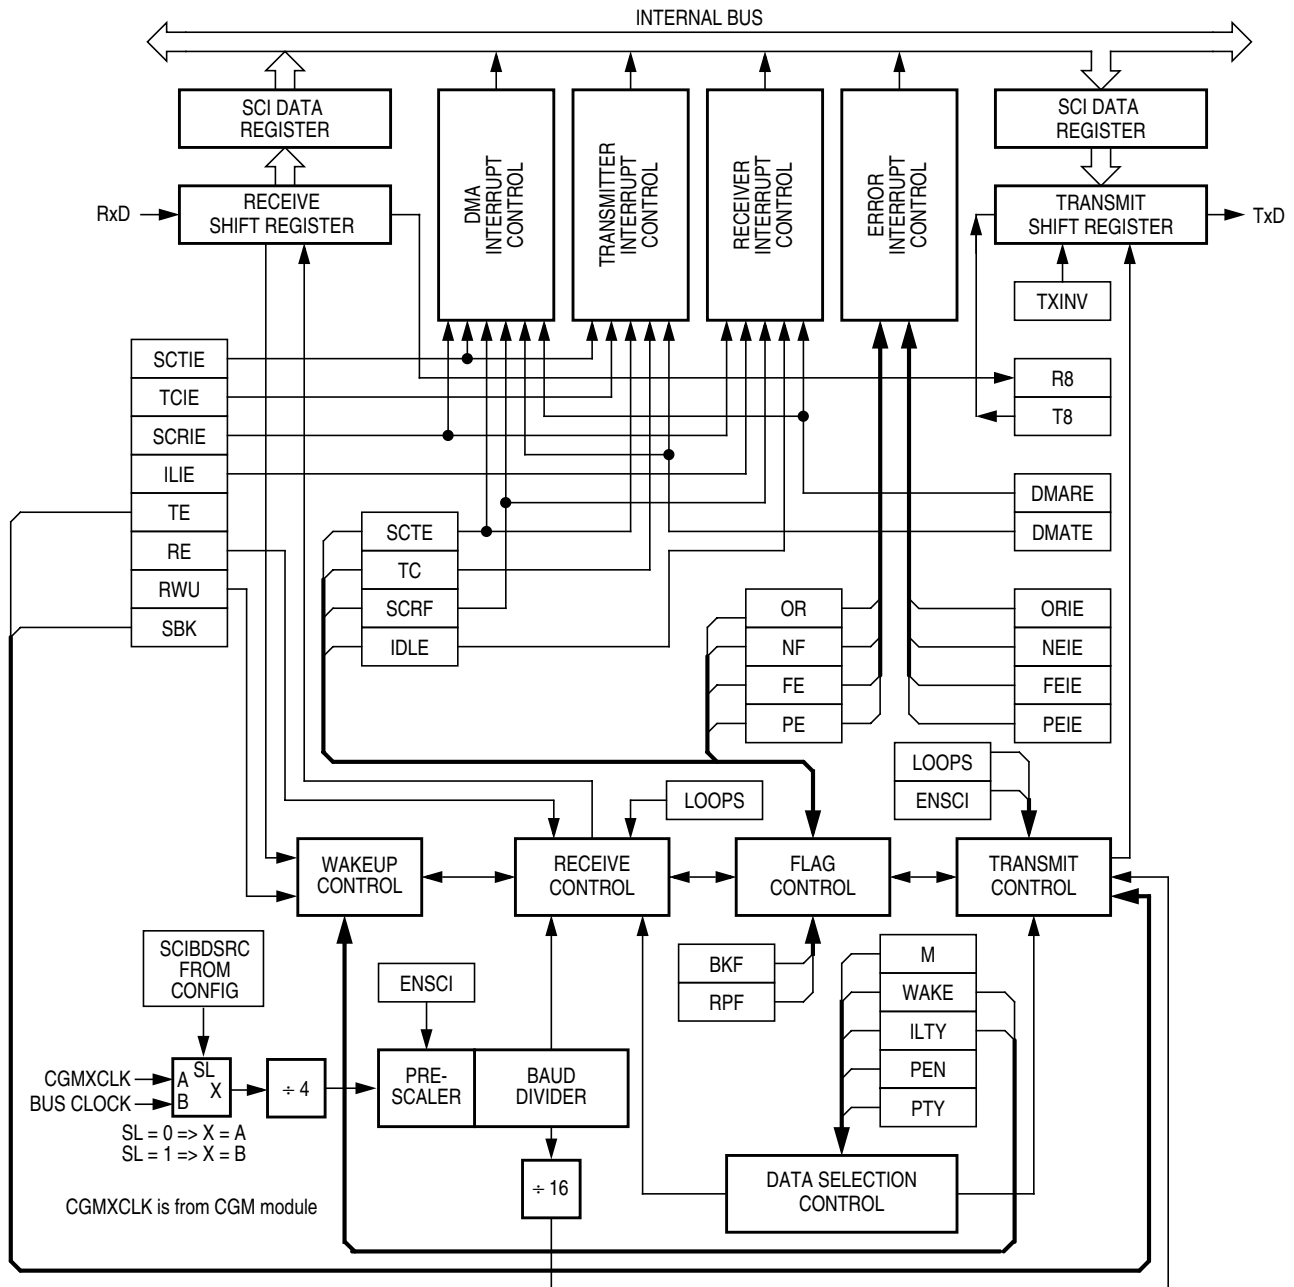 INTERNAL BUS
SCI DATA
REGISTER
SCI DATA
REGISTER
RxD
RECEIVE
SHIFT REGISTER
DMA
INTERRUPT
CONTROL
TRANSMITTER
INTERRUPT
CONTROL
RECEIVER
INTERRUPT
CONTROL
ERROR
INTERRUPT
CONTROL
TRANSMIT
SHIFT REGISTER
TxD
TXINV
SCTIE
TCIE
SCRIE
ILIE
TE
RE
RWU
SBK
R8
T8
DMARE
DMATE
SCTE
TC
SCRF
IDLE
OR
NF
FE
PE
ORIE
NEIE
FEIE
PEIE
LOOPS
LOOPS
ENSCI
WAKEUP
CONTROL
RECEIVE
CONTROL
FLAG
CONTROL
TRANSMIT
CONTROL
SCIBDSRC
FROM
CONFIG
ENSCI
BKF
RPF
M
WAKE
ILTY
PEN
PTY
CGMXCLK
BUS CLOCK
SL
A
X
B
÷ 4
PRE-
SCALER
BAUD
DIVIDER
SL = 0 => X = A
SL = 1 => X = B
÷ 16
DATA SELECTION
CONTROL
CGMXCLK is from CGM module